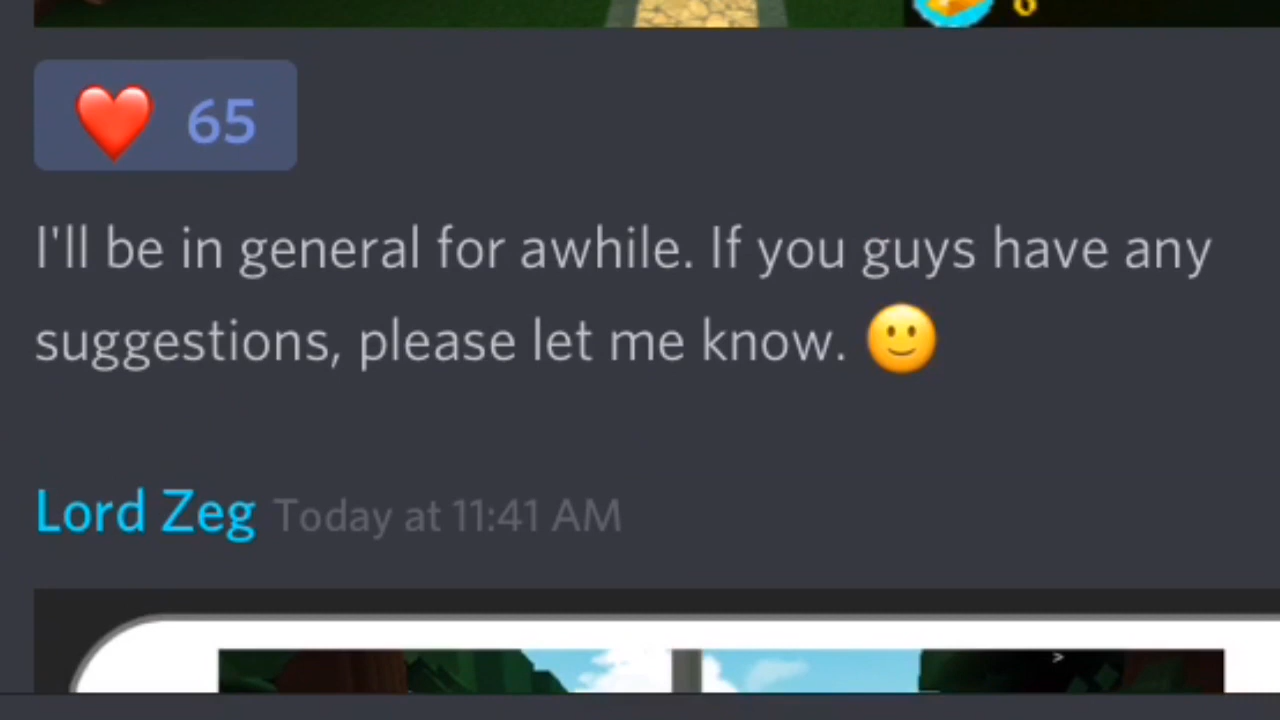 6
65
I'll be in general for awhile. If you guys have any
suggestions, please let me know. 🙂
Lord Zeg Today at 11:41 AM
>